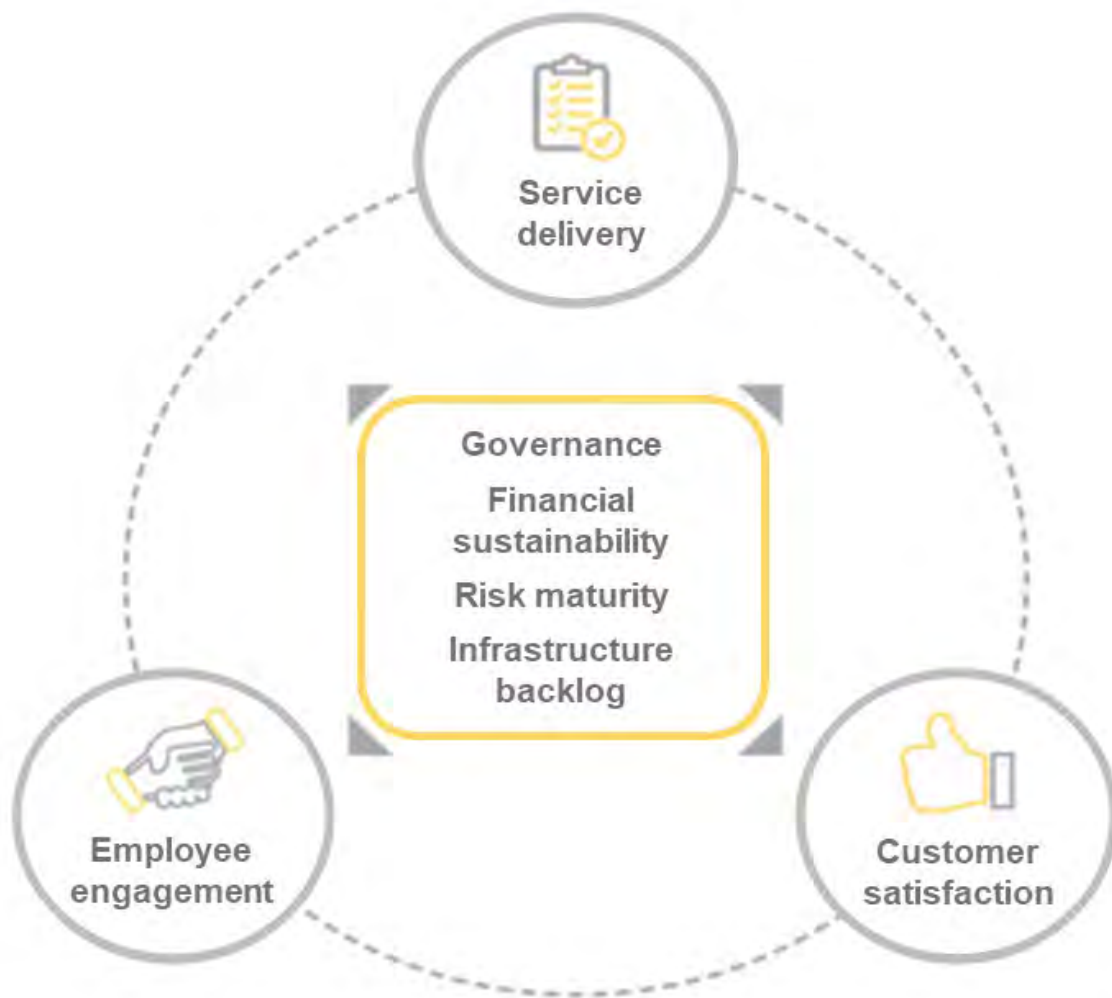 Service
delivery
Governance
Financial
sustainability
Risk maturity
Infrastructure
backlog
Employee
engagement
Customer
satisfaction